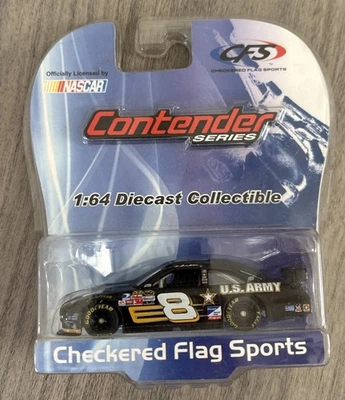 Officially Licensed by
NASCAR
CFS
CHECKERED FLAG SPORTS
Contender
SERIES
1:64 Diecast Collectible
8
U.S. ARMY
GOODYEAR
Checkered Flag Sports